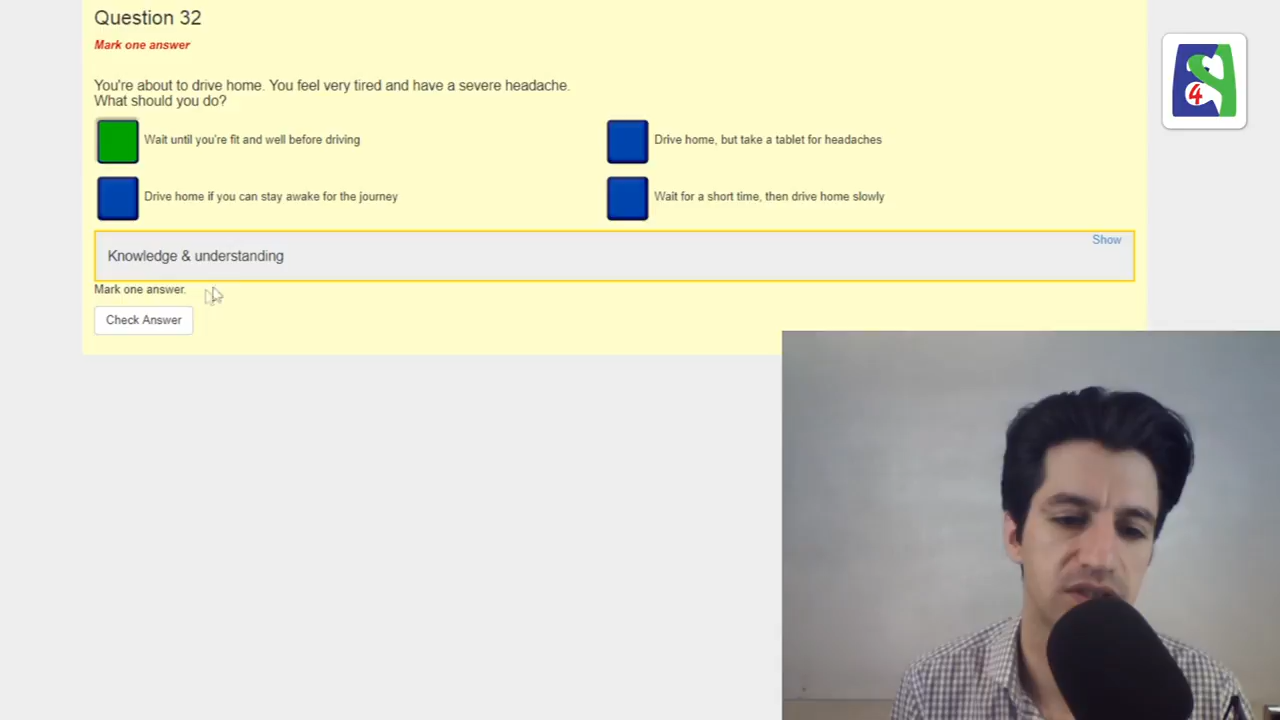 Question 32
Mark one answer
You're about to drive home. You feel very tired and have a severe headache.
What should you do?
Wait until you're fit and well before driving
Drive home, but take a tablet for headaches
Drive home if you can stay awake for the journey
Wait for a short time, then drive home slowly
Show
Knowledge & understanding
Mark one answer.
Check Answer
4